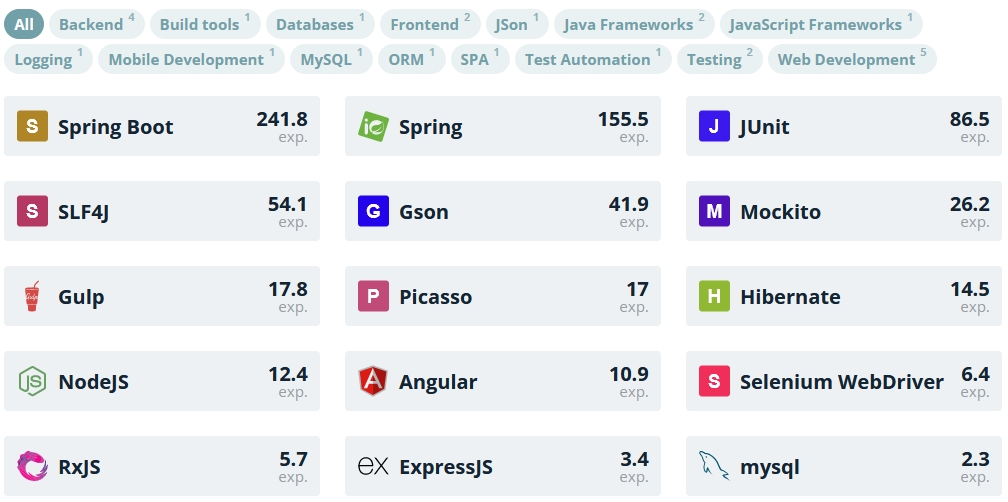 All Backend 4 Build tools 1 Databases 1 Frontend 2 JSon 1 Java Frameworks 2 JavaScript Frameworks 1
Logging 1 Mobile Development 1 MySQL 1 ORM 1 SPA 1 Test Automation 1 Testing 2 Web Development 5
S Spring Boot 241.8 exp.
Spring 155.5 exp.
J JUnit 86.5 exp.
S SLF4J 54.1 exp.
G Gson 41.9 exp.
M Mockito 26.2 exp.
Gulp Gulp 17.8 exp.
P Picasso 17 exp.
H Hibernate 14.5 exp.
JS NodeJS 12.4 exp.
A Angular 10.9 exp.
S Selenium WebDriver 6.4 exp.
RxJS 5.7 exp.
ex ExpressJS 3.4 exp.
mysql 2.3 exp.